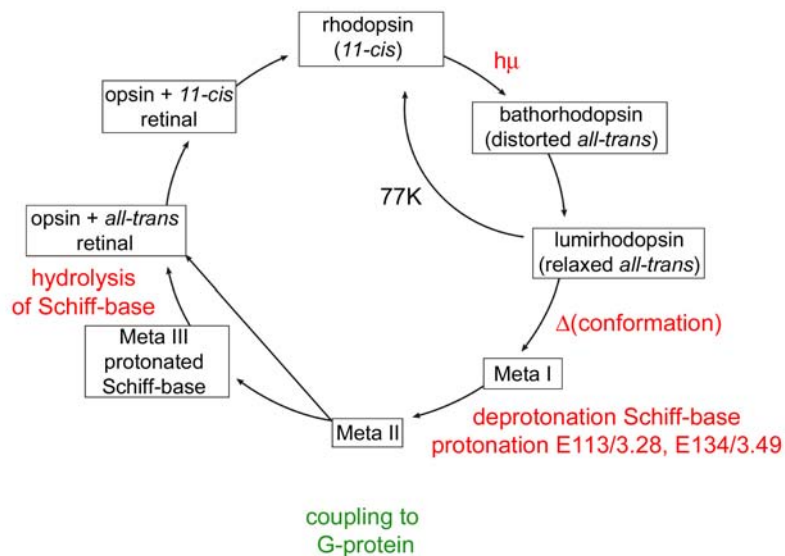 rhodopsin
(11-cis)
hμ
opsin + 11-cis
retinal
bathorhodopsin
(distorted all-trans)
77K
opsin + all-trans
retinal
lumirhodopsin
(relaxed all-trans)
hydrolysis
of Schiff-base
Δ(conformation)
Meta III
protonated
Schiff-base
Meta I
deprotonation Schiff-base
protonation E113/3.28, E134/3.49
Meta II
coupling to
G-protein